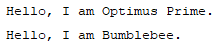 Hello, I am Optimus Prime.
Hello, I am Bumblebee.